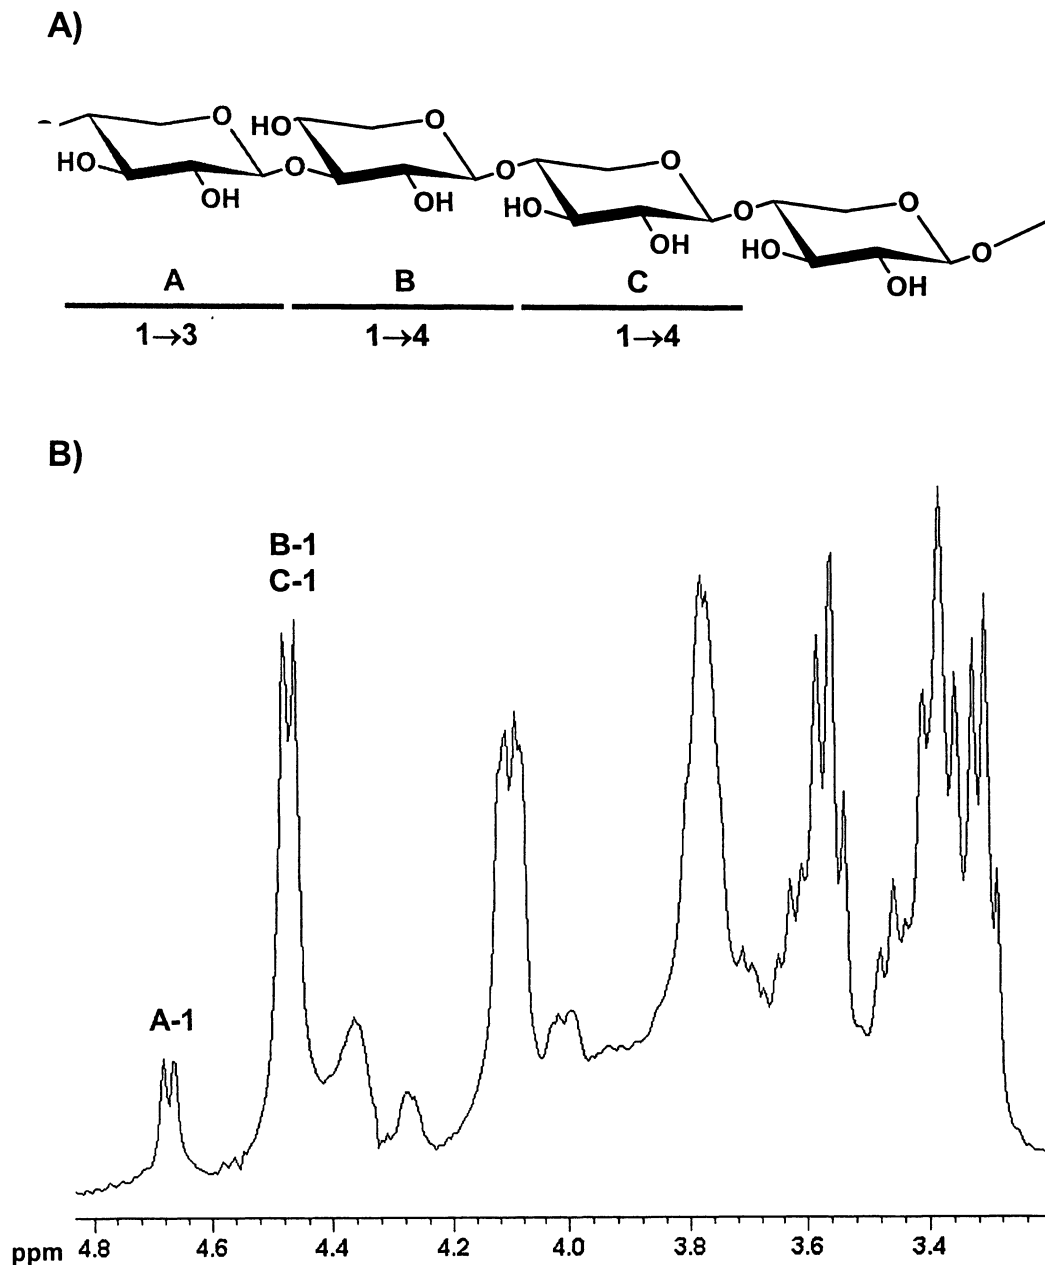 A)
O HO O
HO O O O
OH OH HO O O
OH HO O
OH
A B C
1→3 1→4 1→4
B)
B-1
C-1
A-1
ppm 4.8 4.6 4.4 4.2 4.0 3.8 3.6 3.4